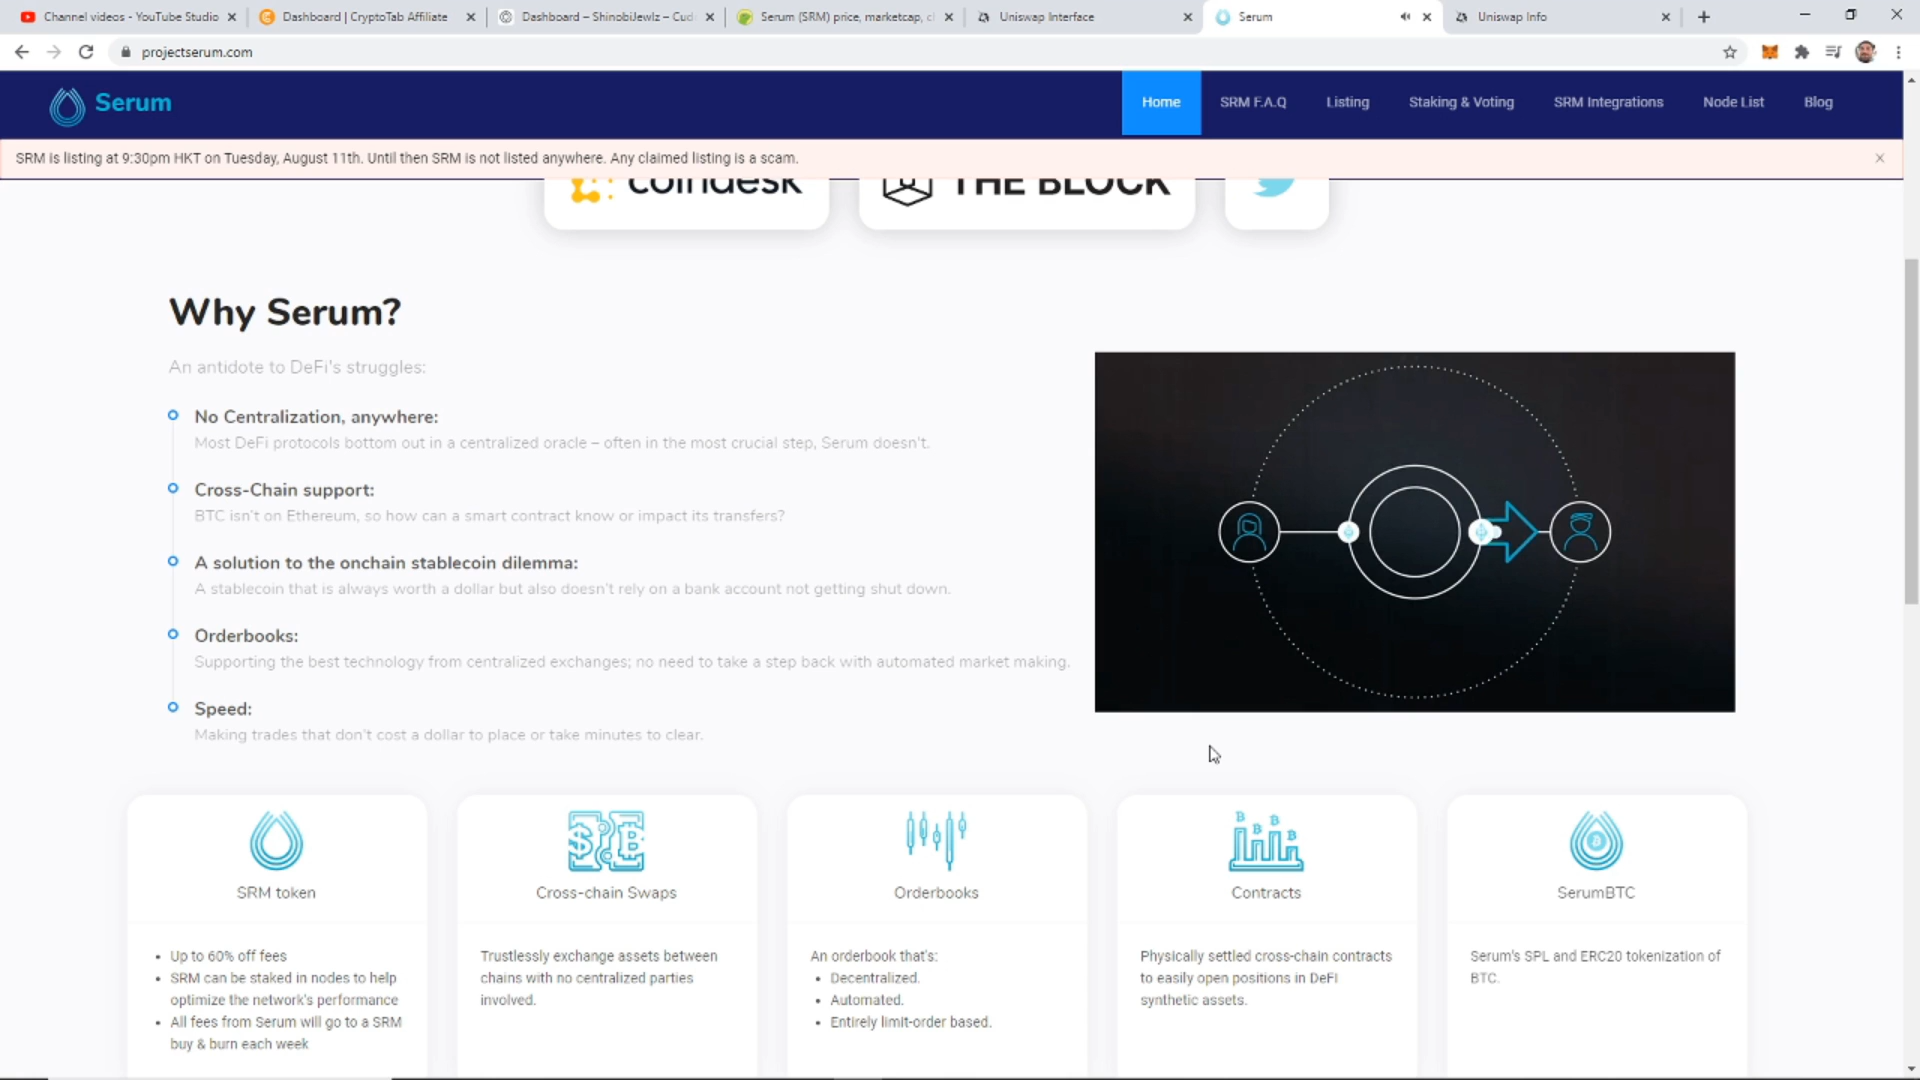 Channel videos - YouTube Studio
Dashboard | CryptoTab Affiliate
Dashboard – ShinobiJewlz – Cud
Serum (SRM) price, marketcap, c
Uniswap Interface
Serum
Uniswap Info
projectserum.com
Serum
Home
SRM F.A.Q
Listing
Staking & Voting
SRM Integrations
Node List
Blog
SRM is listing at 9:30pm HKT on Tuesday, August 11th. Until then SRM is not listed anywhere. Any claimed listing is a scam.
coindesk
THE BLOCK
Why Serum?
An antidote to DeFi's struggles:
No Centralization, anywhere:
Most DeFi protocols bottom out in a centralized oracle – often in the most crucial step, Serum doesn't.
Cross-Chain support:
BTC isn't on Ethereum, so how can a smart contract know or impact its transfers?
A solution to the onchain stablecoin dilemma:
A stablecoin that is always worth a dollar but also doesn't rely on a bank account not getting shut down.
Orderbooks:
Supporting the best technology from centralized exchanges; no need to take a step back with automated market making.
Speed:
Making trades that don't cost a dollar to place or take minutes to clear.
SRM token
• Up to 60% off fees
• SRM can be staked in nodes to help
optimize the network's performance
• All fees from Serum will go to a SRM
buy & burn each week
Cross-chain Swaps
Trustlessly exchange assets between
chains with no centralized parties
involved.
Orderbooks
An orderbook that's:
• Decentralized.
• Automated.
• Entirely limit-order based.
Contracts
Physically settled cross-chain contracts
to easily open positions in DeFI
synthetic assets.
SerumBTC
Serum's SPL and ERC20 tokenization of
BTC.